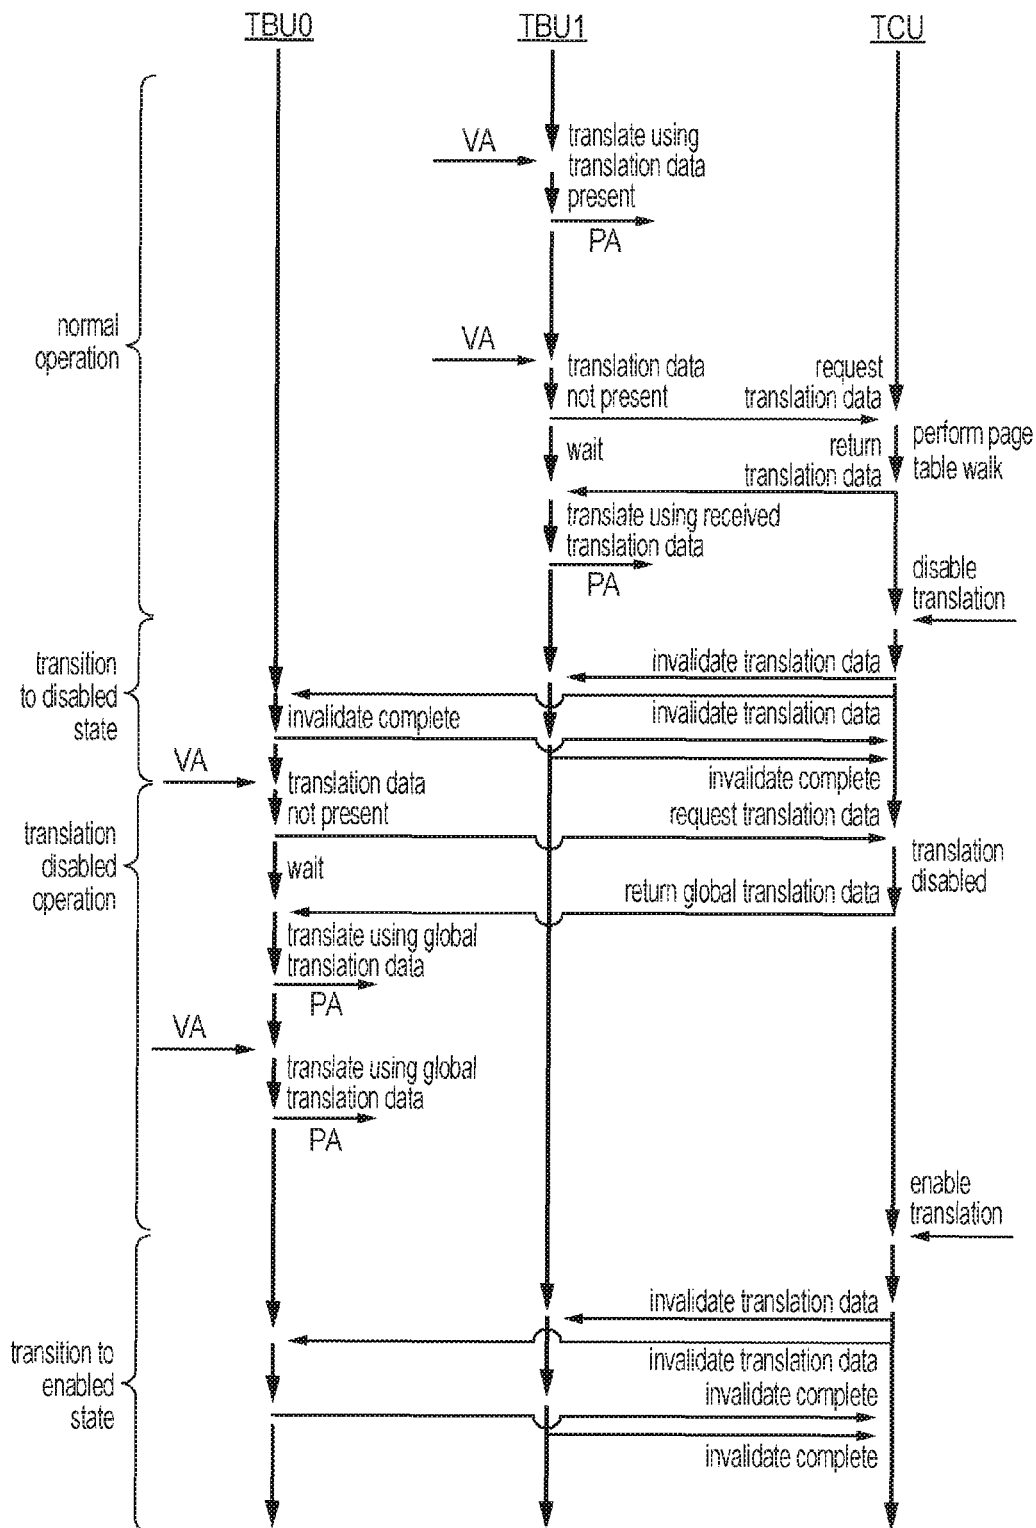 TBU0
TBU1
TCU
VA
translate using
translation data
present
PA
normal
operation
VA
translation data
not present
request
translation data
wait
return
translation data
perform page
table walk
translate using received
translation data
PA
disable
translation
transition
to disabled
state
invalidate translation data
invalidate translation data
invalidate complete
invalidate complete
VA
translation data
not present
request translation data
translation
disabled
operation
wait
translation
disabled
return global translation data
translate using global
translation data
PA
VA
translate using global
translation data
PA
enable
translation
transition to
enabled
state
invalidate translation data
invalidate translation data
invalidate complete
invalidate complete